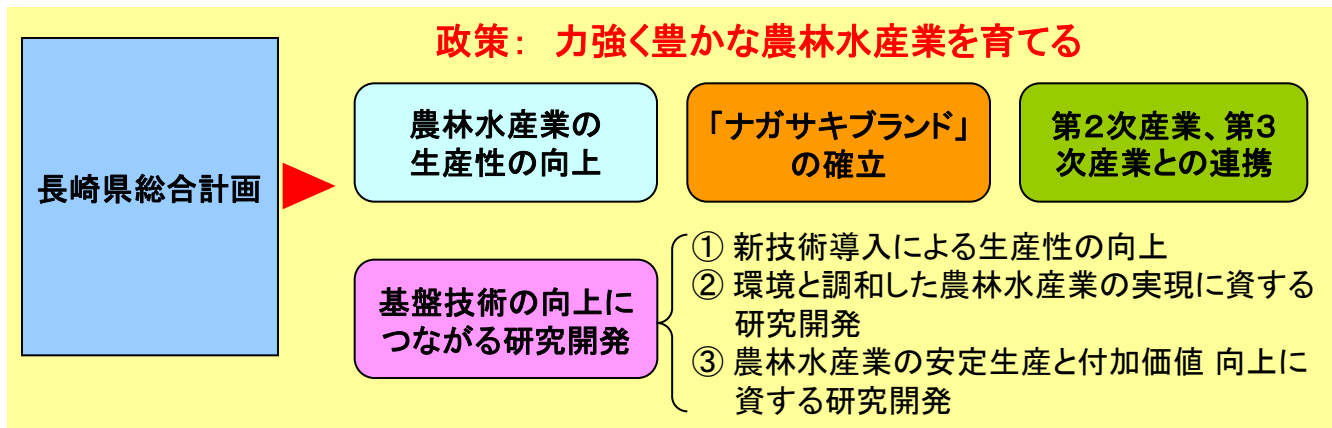 政策： 力強く豊かな農林水産業を育てる
長崎県総合計画
農林水産業の
生産性の向上
「ナガサキブランド」
の確立
第２次産業、第３
次産業との連携
基盤技術の向上に
つながる研究開発
① 新技術導入による生産性の向上
② 環境と調和した農林水産業の実現に資する
研究開発
③ 農林水産業の安定生産と付加価値 向上に
資する研究開発